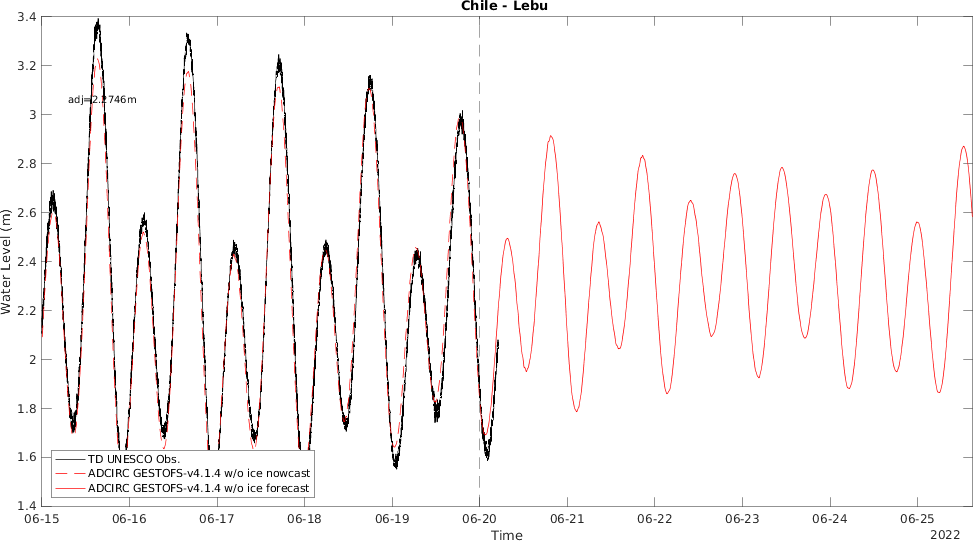 Chile - Lebu
3.4
3.2
3
2.8
2.6
2.4
2.2
2
1.8
1.6
1.4
Water Level (m)
adj=2.2746m
TD UNESCO Obs.
ADCIRC GESTOFS-v4.1.4 w/o ice nowcast
ADCIRC GESTOFS-v4.1.4 w/o ice forecast
06-15 06-16 06-17 06-18 06-19 06-20 06-21 06-22 06-23 06-24 06-25
Time
2022